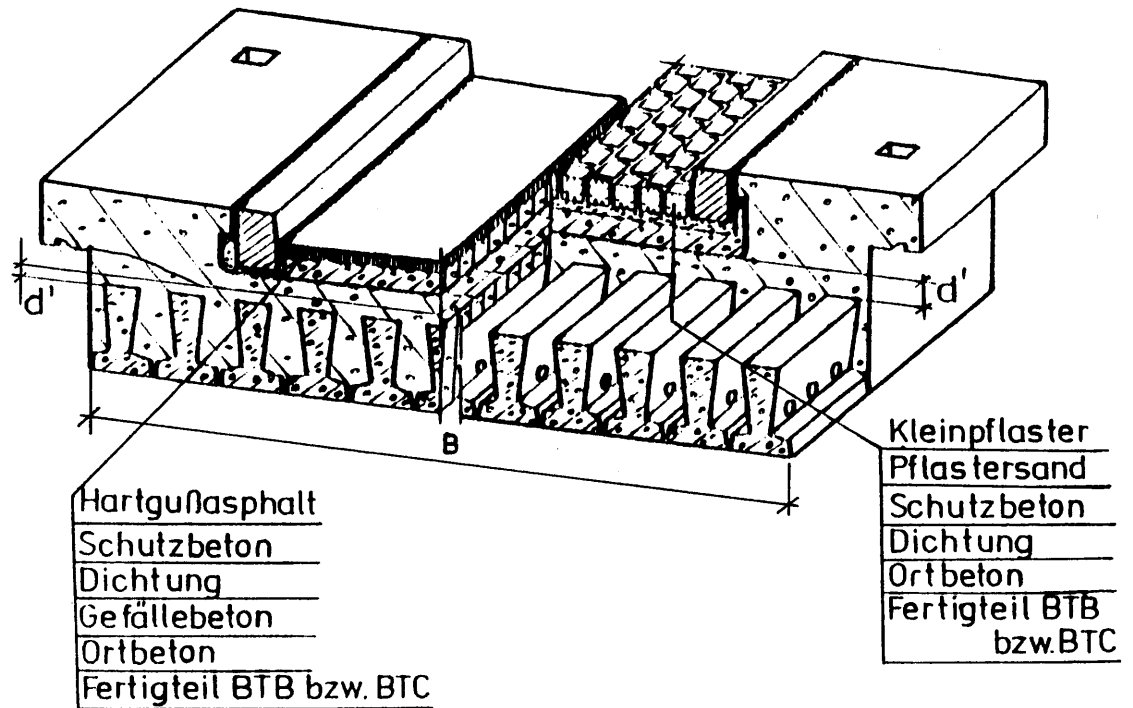 d'
d'
B
Hartgußasphalt
Schutzbeton
Dichtung
Gefällebeton
Ortbeton
Fertigteil BTB bzw. BTC
Kleinpflaster
Pflastersand
Schutzbeton
Dichtung
Ortbeton
Fertigteil BTB
bzw. BTC